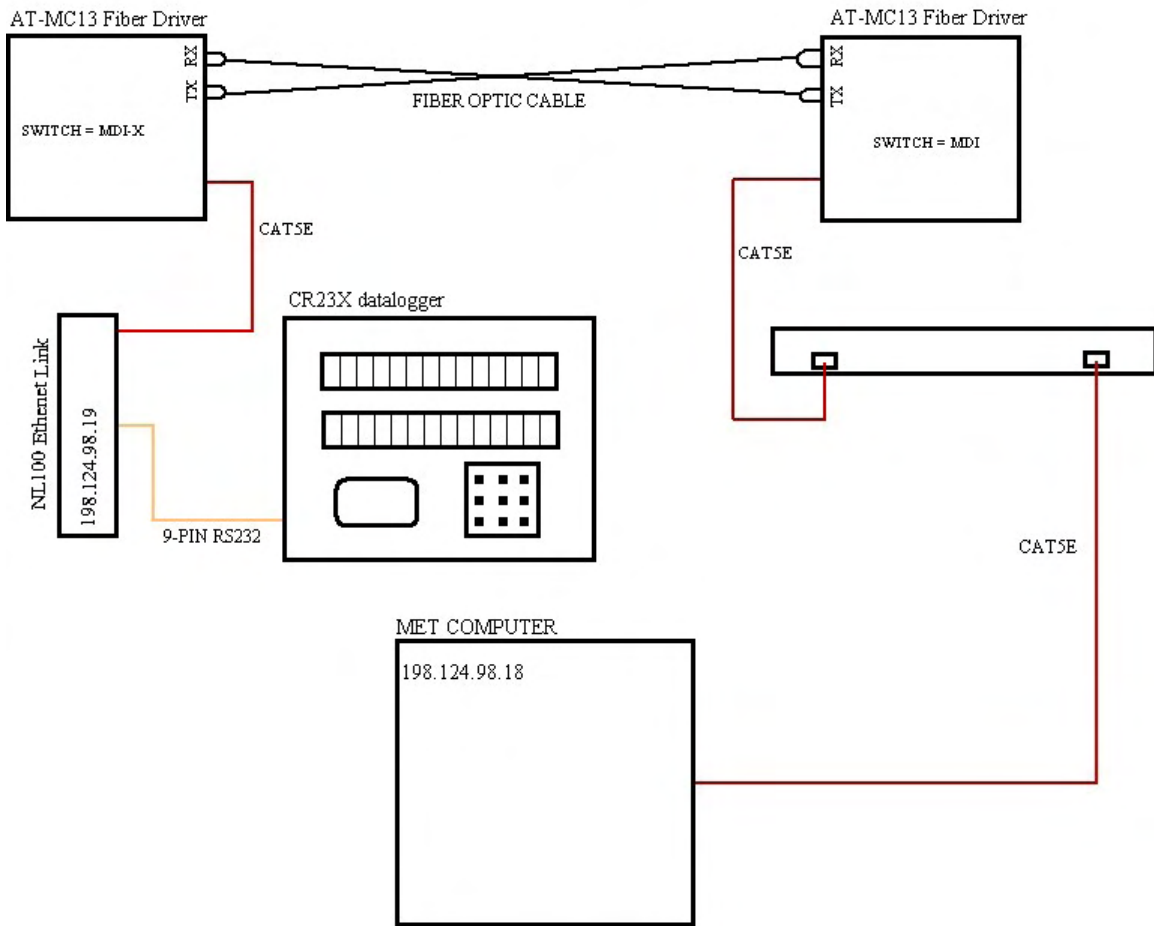 AT-MC13 Fiber Driver
AT-MC13 Fiber Driver
RX
TX
RX
TX
FIBER OPTIC CABLE
SWITCH = MDI-X
SWITCH = MDI
CAT5E
CAT5E
CR23X datalogger
NL100 Ethenet Link
198.124.98.19
9-PIN RS232
CAT5E
MET COMPUTER
198.124.98.18